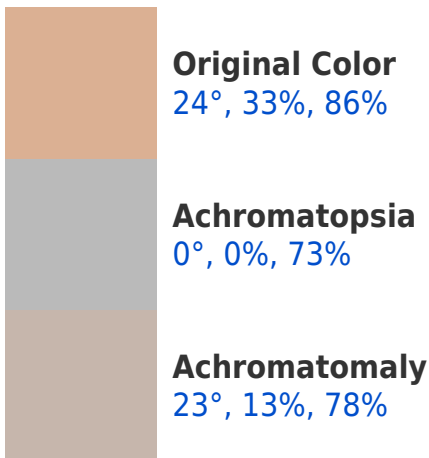 Original Color
24°, 33%, 86%
Achromatopsia
0°, 0%, 73%
Achromatomaly
23°, 13%, 78%